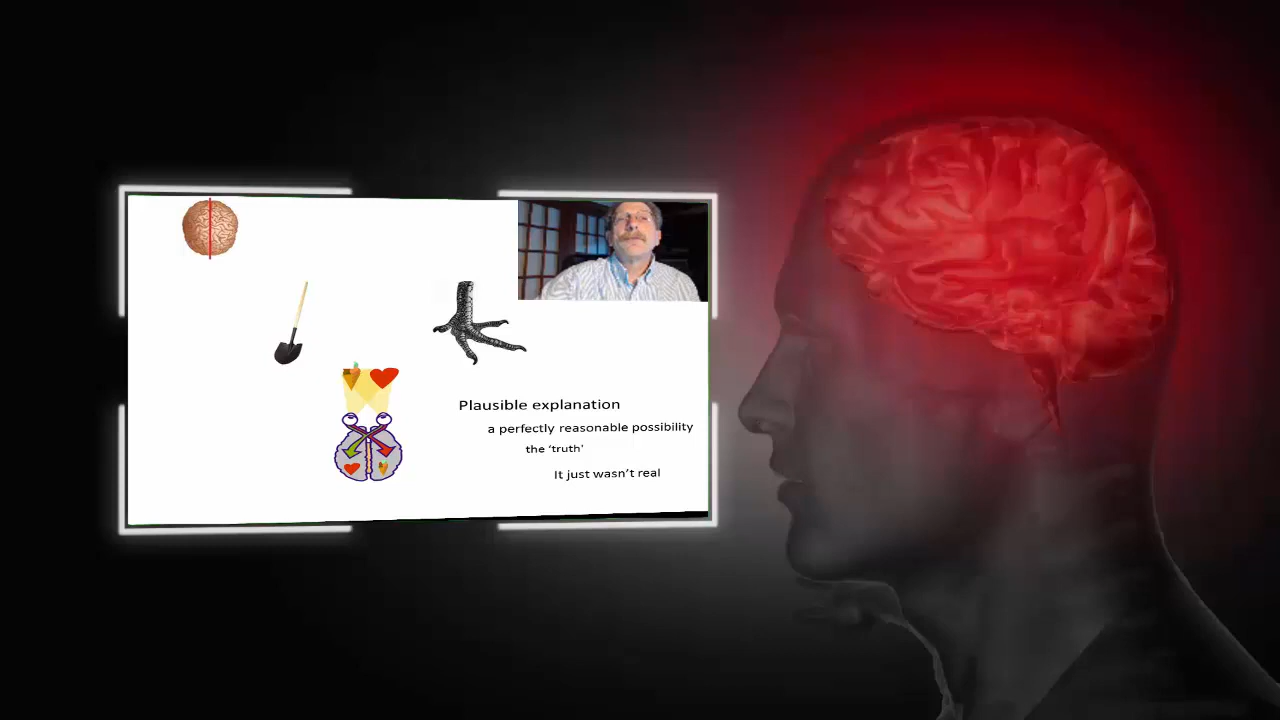 Plausible explanation
a perfectly reasonable possibility
the ‘truth'
It just wasn’t real